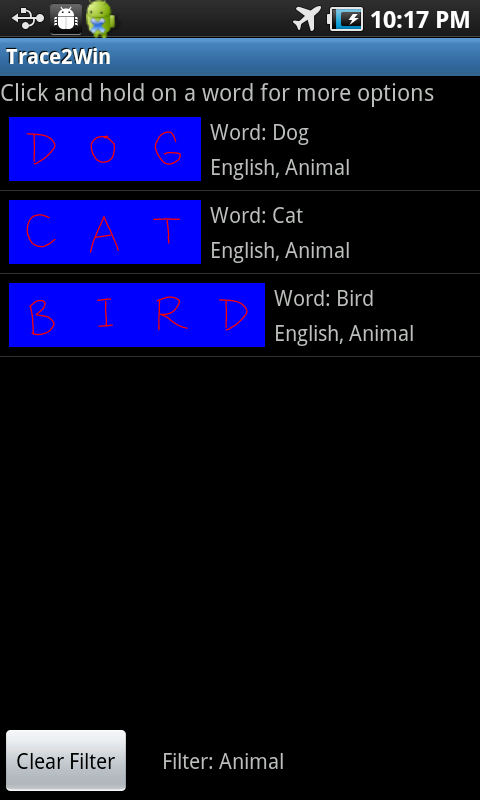 10:17 PM
Trace2Win
Click and hold on a word for more options
D O G
Word: Dog
English, Animal
C A T
Word: Cat
English, Animal
B I R D
Word: Bird
English, Animal
Clear Filter
Filter: Animal